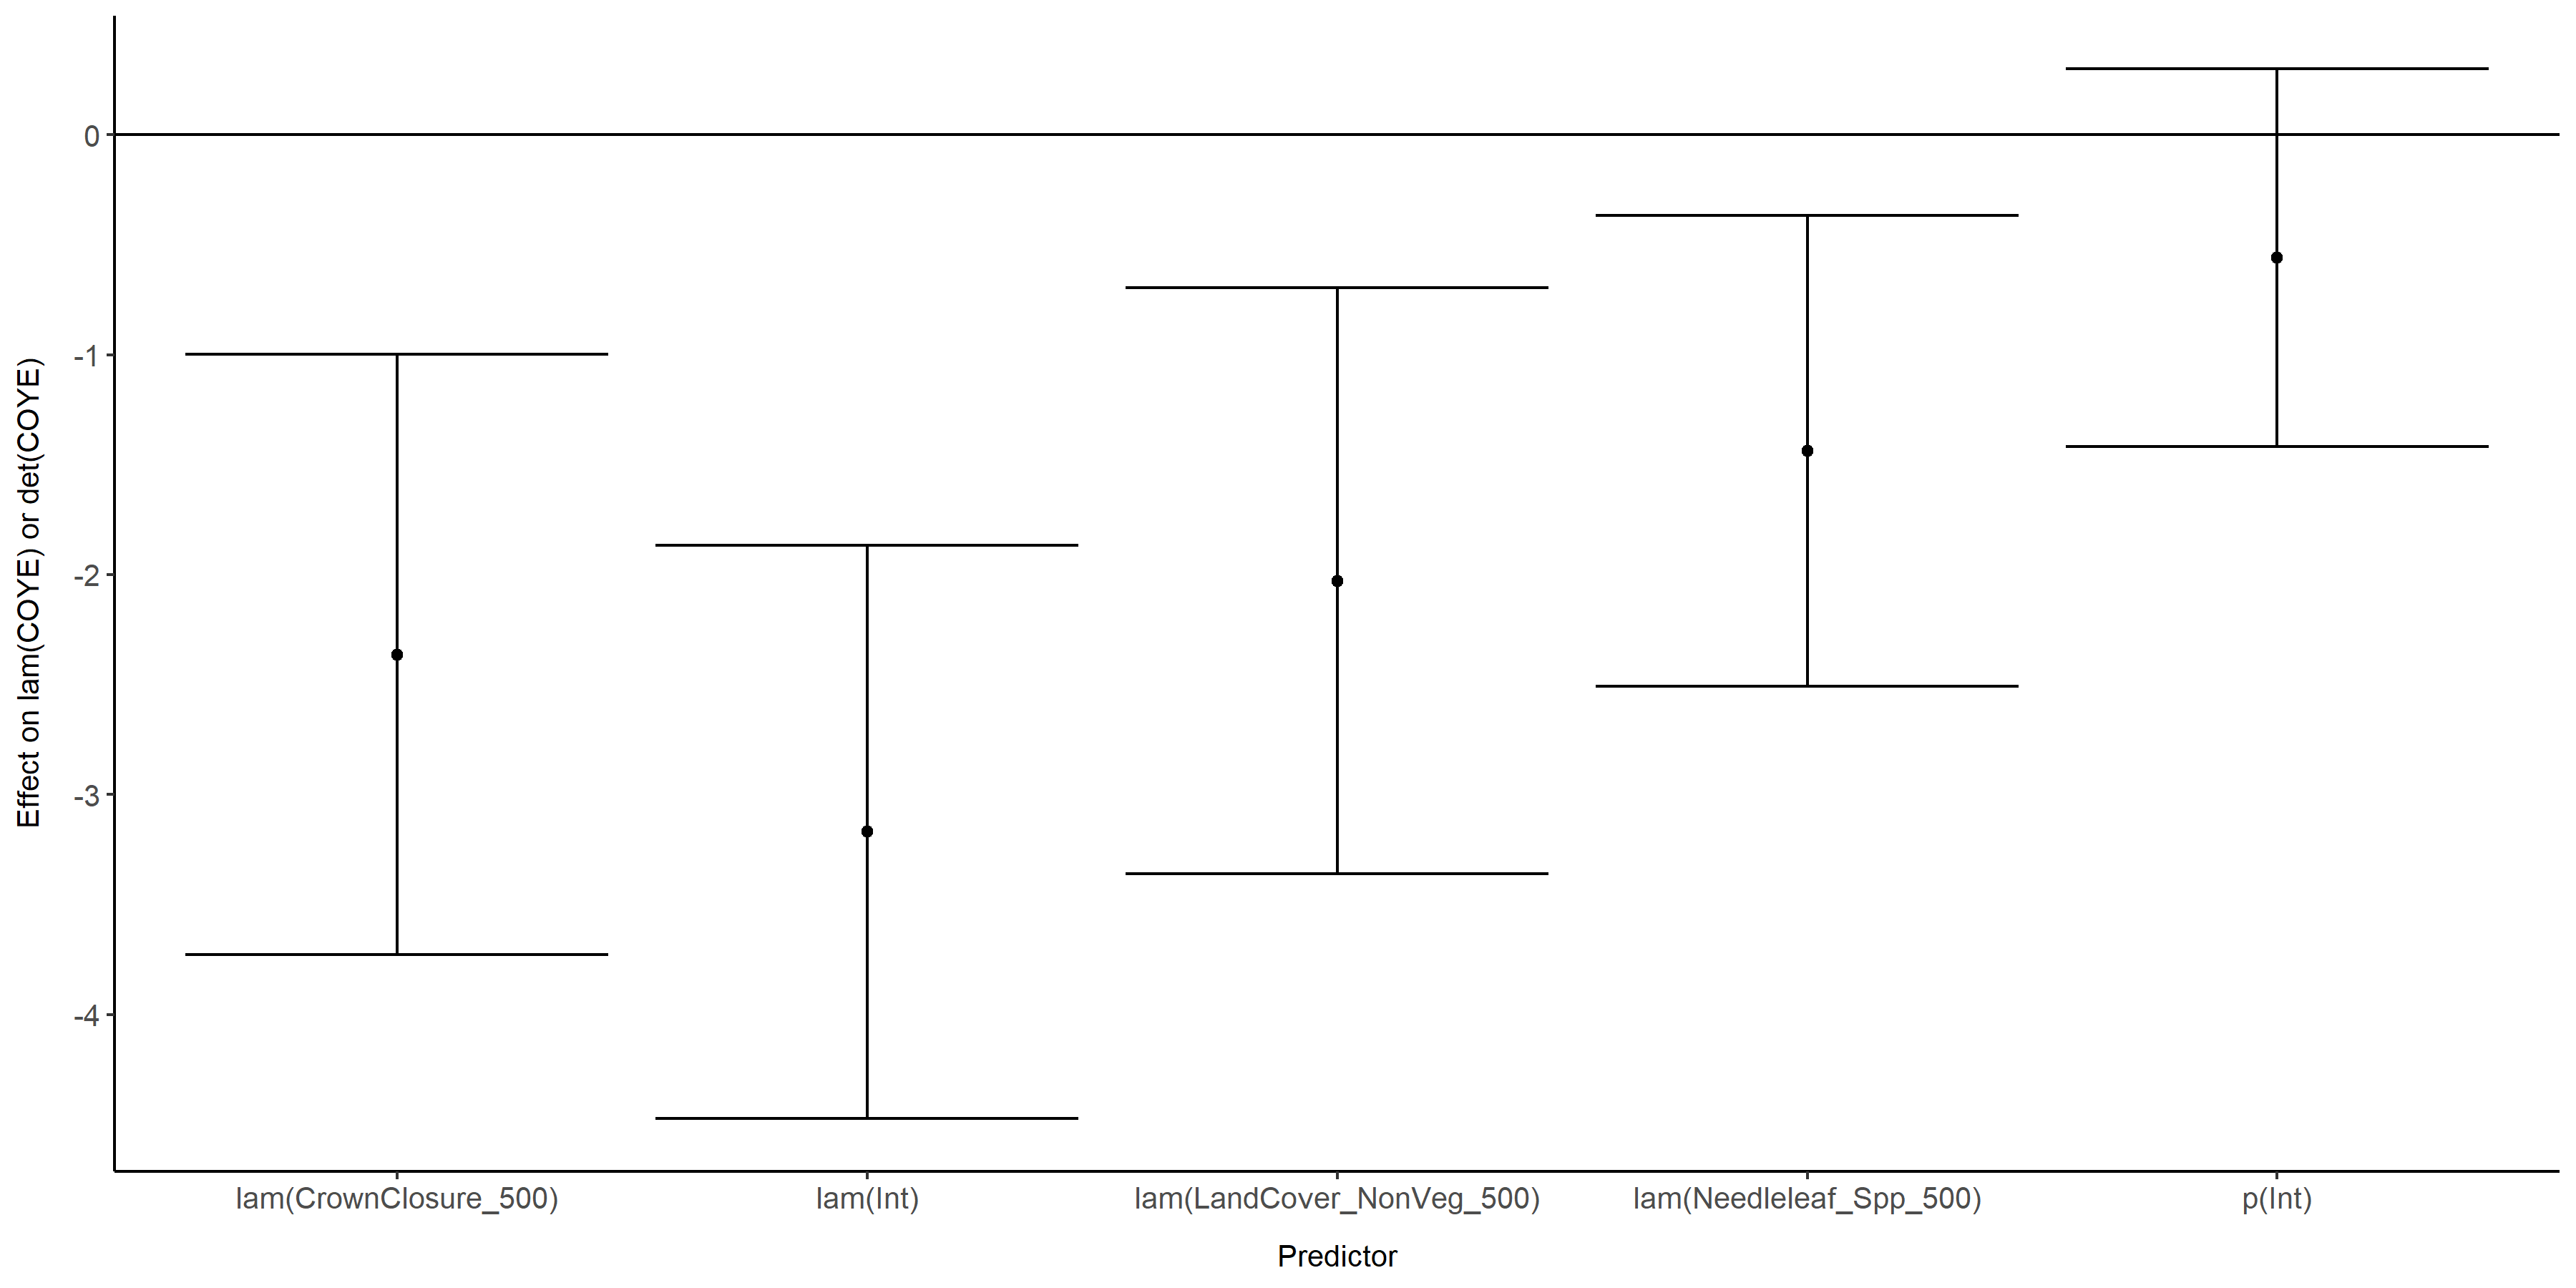 Effect on lam(COYE) or det(COYE)
0
-1
-2
-3
-4
lam(CrownClosure_500)
lam(Int)
lam(LandCover_NonVeg_500)
lam(Needleleaf_Spp_500)
p(Int)
Predictor